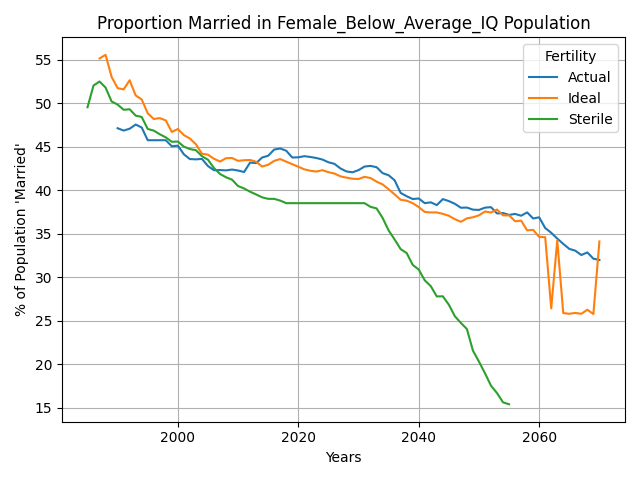 Proportion Married in Female_Below_Average_IQ Population
% of Population 'Married'
55
50
45
40
35
30
25
20
15
Fertility
Actual
Ideal
Sterile
2000
2020
2040
2060
Years